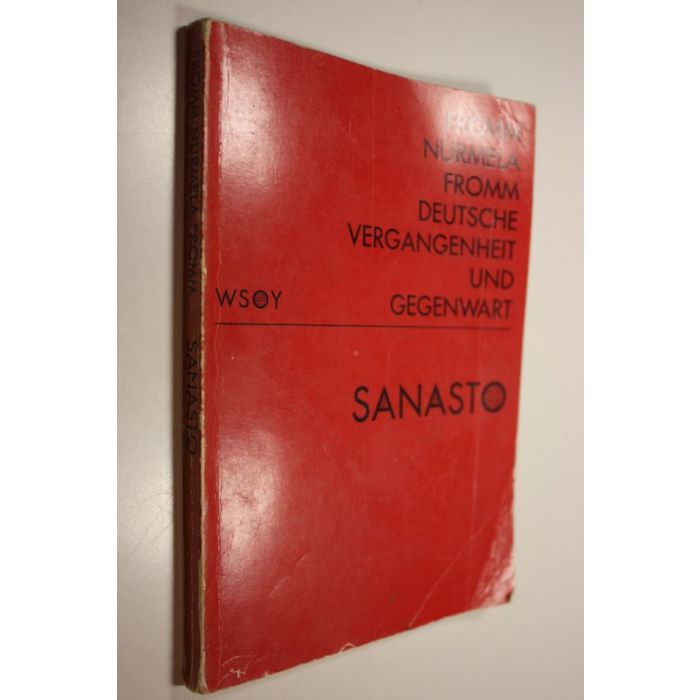 FROMM
NURMELA
FROMM
DEUTSCHE
VERGANGENHEIT
UND
GEGENWART
WSOY
SANASTO
FROMM NURMELA FROMM SANASTO